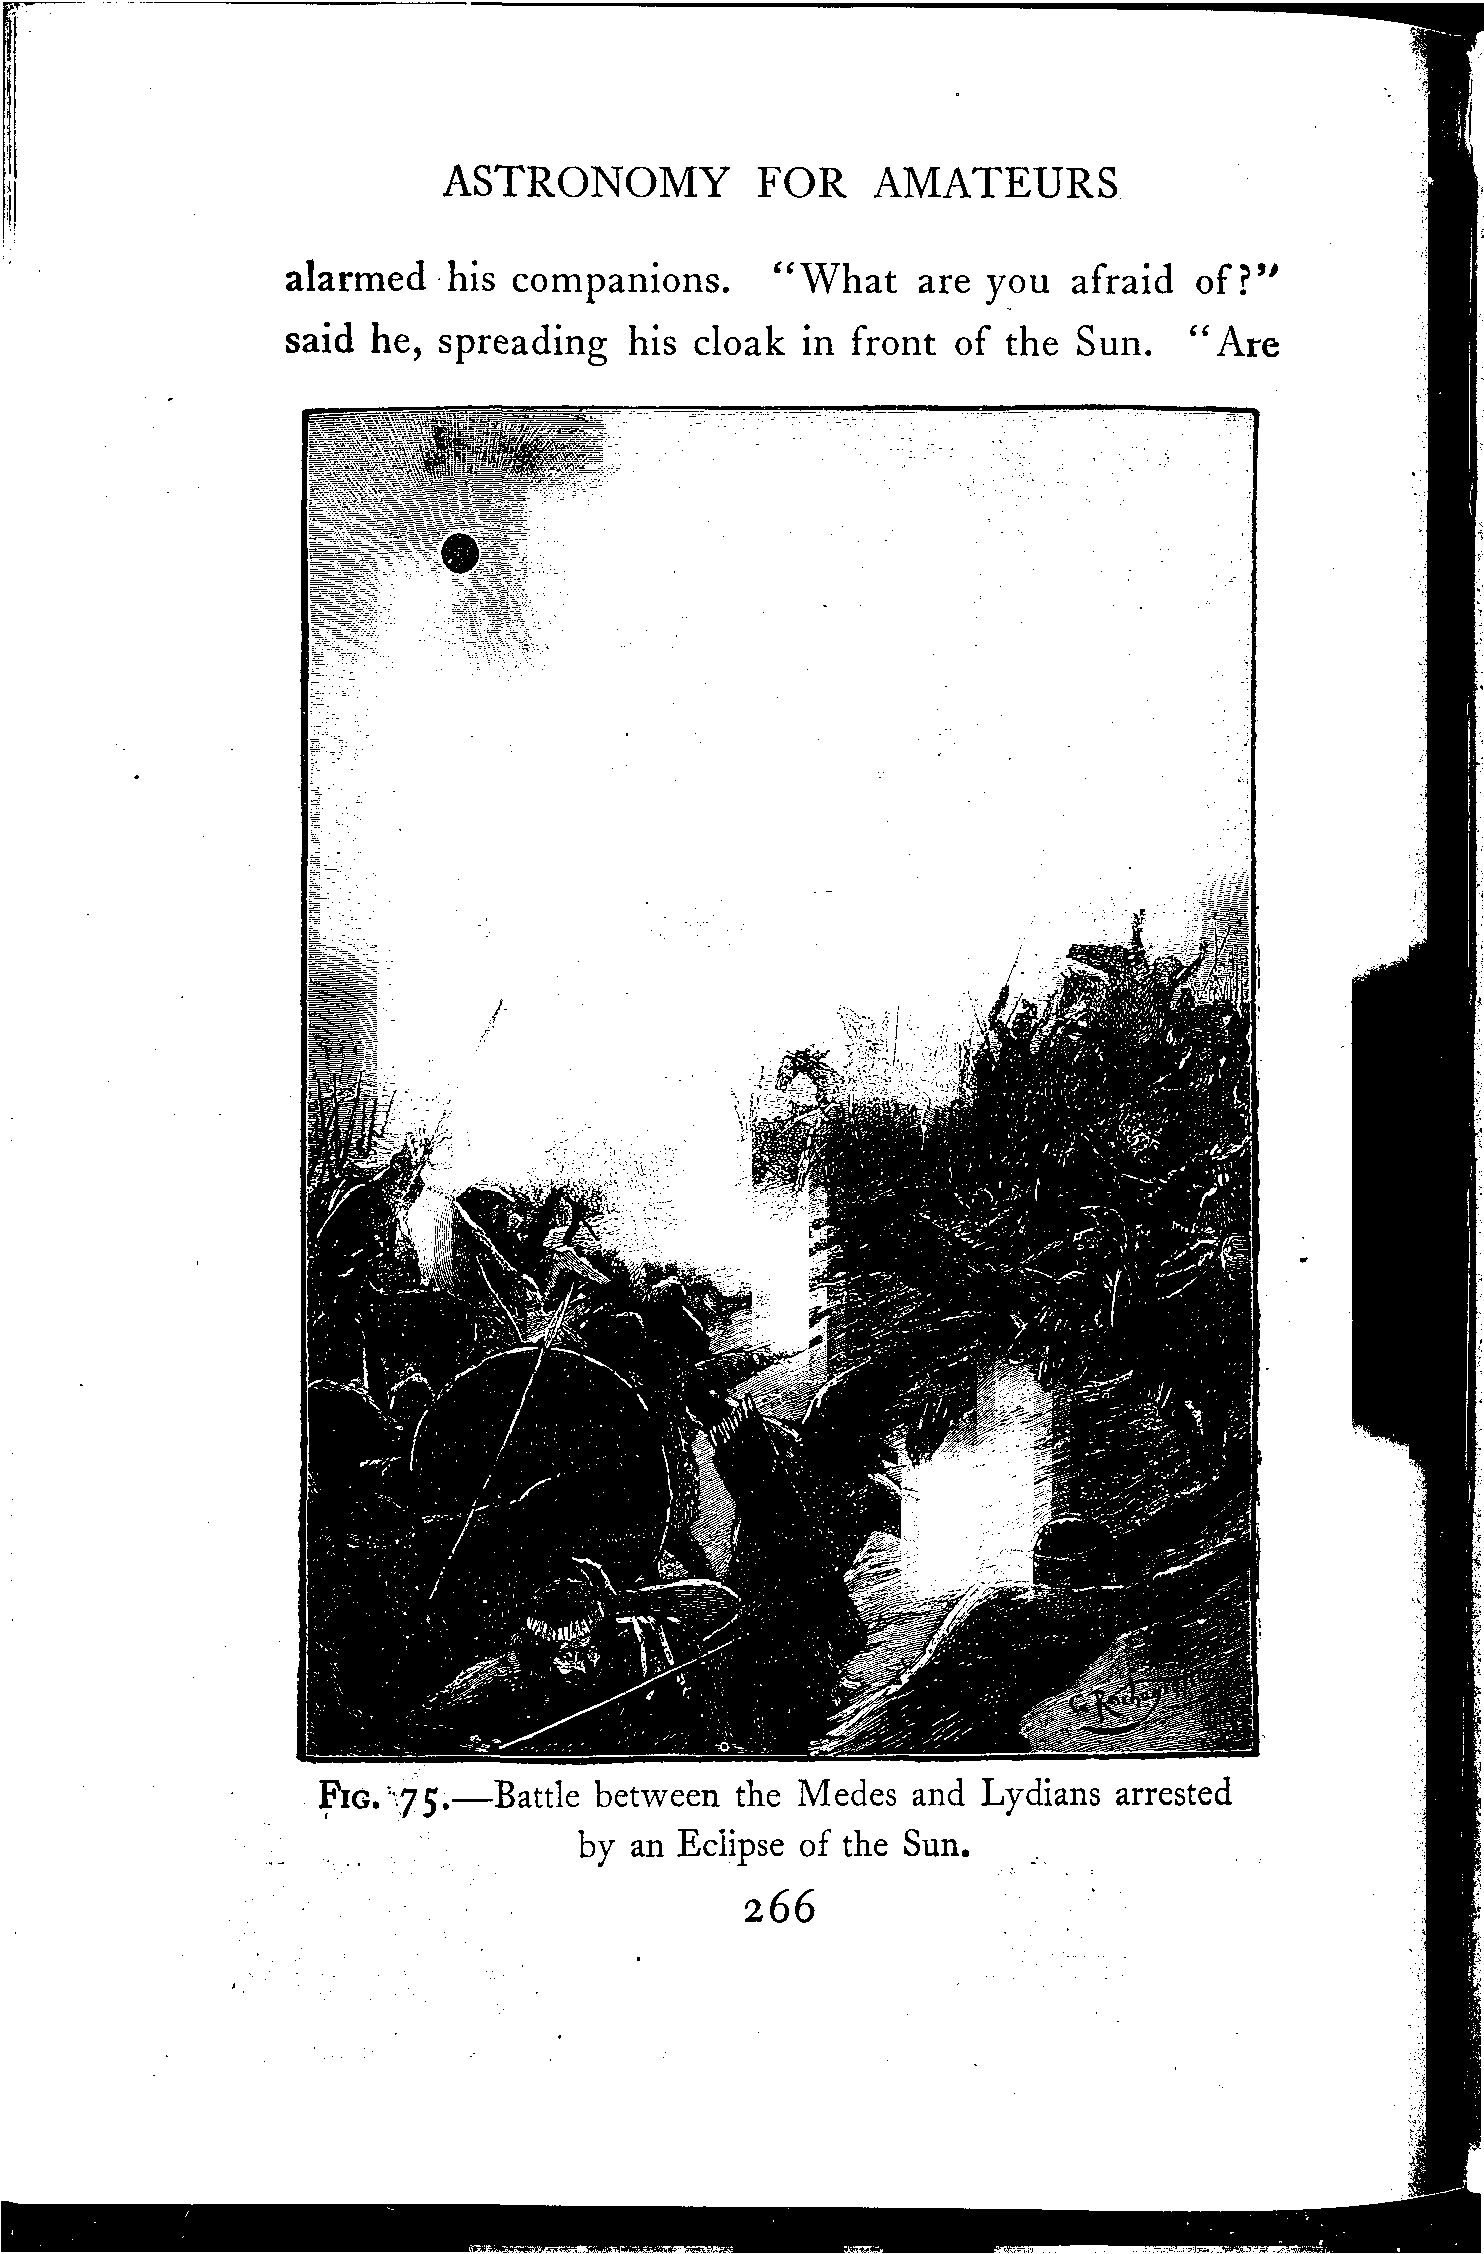 ASTRONOMY FOR AMATEURS
alarmed his companions. "What are you afraid of?"
said he, spreading his cloak in front of the Sun. "Are
FIG. 75.—Battle between the Medes and Lydians arrested
by an Eclipse of the Sun.
266